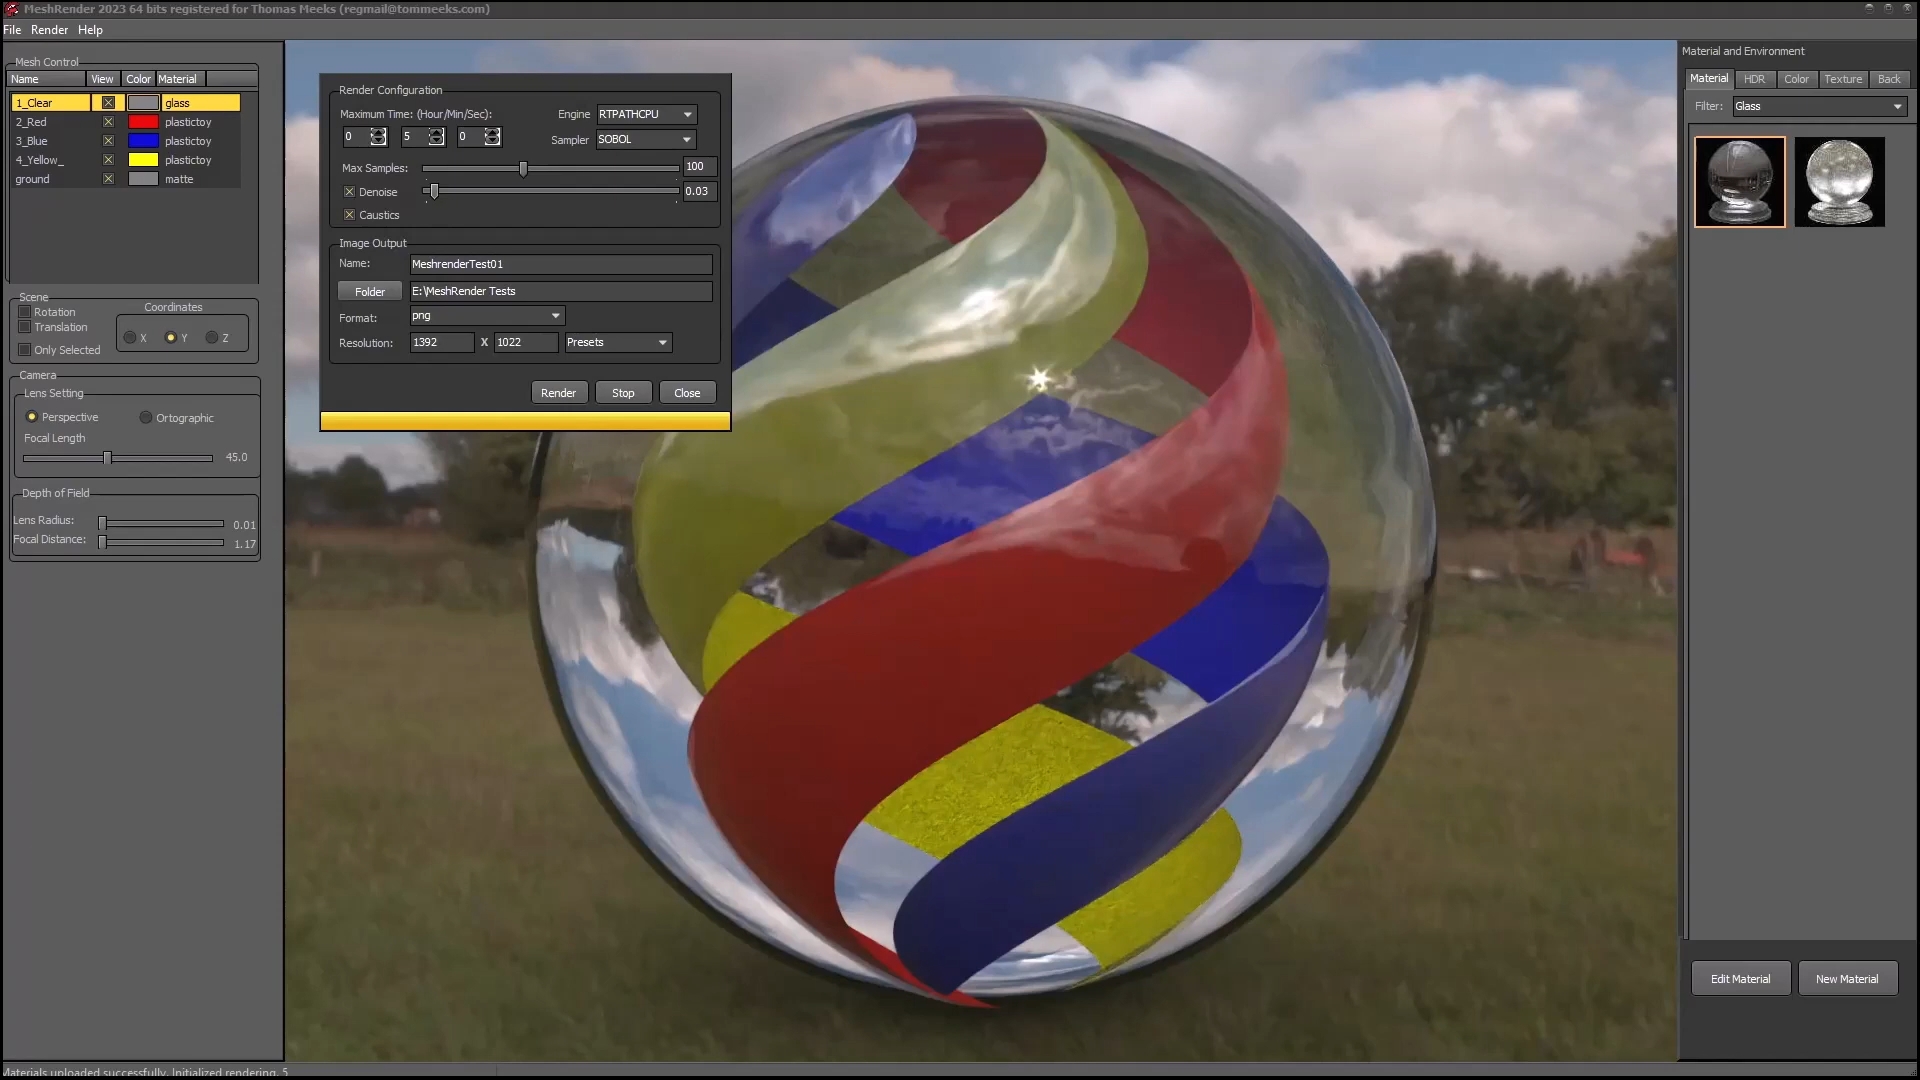 MeshRender 2023 64 bits registered for Thomas Meeks (regmail@tommeeks.com)
File Render Help
Mesh Control
Name View Color Material
1_Clear glass
2_Red plastictoy
3_Blue plastictoy
4_Yellow_ plastictoy
ground matte
Scene
Rotation
Translation
Only Selected
Coordinates
X Y Z
Camera
Lens Setting
Perspective Ortographic
Focal Length
45.0
Depth of Field
Lens Radius: 0.01
Focal Distance: 1.17
Render Configuration
Maximum Time: (Hour/Min/Sec):
0 5 0
Engine RTPATHCPU
Sampler SOBOL
Max Samples: 100
Denoise 0.03
Caustics
Image Output
Name: MeshrenderTest01
Folder E:\MeshRender Tests
Format: png
Resolution: 1392 X 1022 Presets
Render Stop Close
Material and Environment
Material HDR Color Texture Back
Filter: Glass
Edit Material New Material
Materials uploaded successfully. Initialized rendering. 5